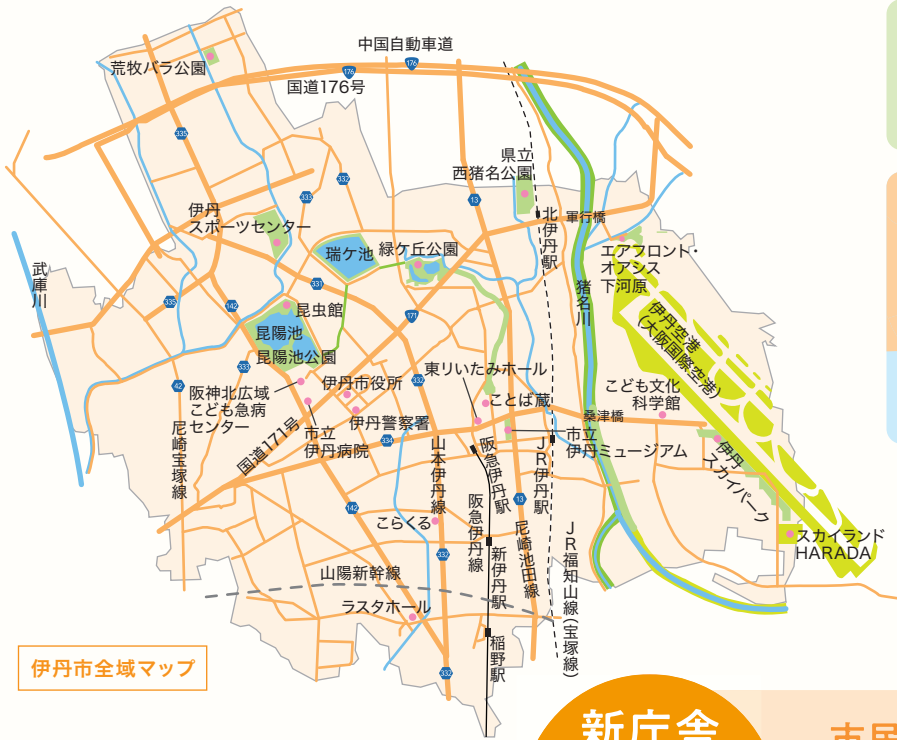 中国自動車道
176
176
国道176号
荒牧バラ公園
335
県立
西猪名公園
332
333
13
伊丹
スポーツセンター
北伊丹駅
軍行橋
瑞ケ池
緑ケ丘公園
エアフロント・
オアシス
下河原
武庫川
331
猪名川
335
142
昆虫館
171
伊丹空港
(大阪国際空港)
昆陽池
昆陽池公園
333
42
阪神北広域
こども急病
センター
伊丹市役所
332
東リいたみホール
ことば蔵
こども文化
科学館
桑津橋
伊丹警察署
市立
伊丹病院
334
市立
伊丹ミュージアム
尼崎宝塚線
国道171号
山本伊丹線
阪急伊丹駅
JR伊丹駅
伊丹
スカイパーク
142
13
こらくる
阪急伊丹線
尼崎池田線
スカイランド
HARADA
332
新伊丹駅
JR福知山線(宝塚線)
山陽新幹線
ラスタホール
稲野駅
332
伊丹市全域マップ
新庁舎